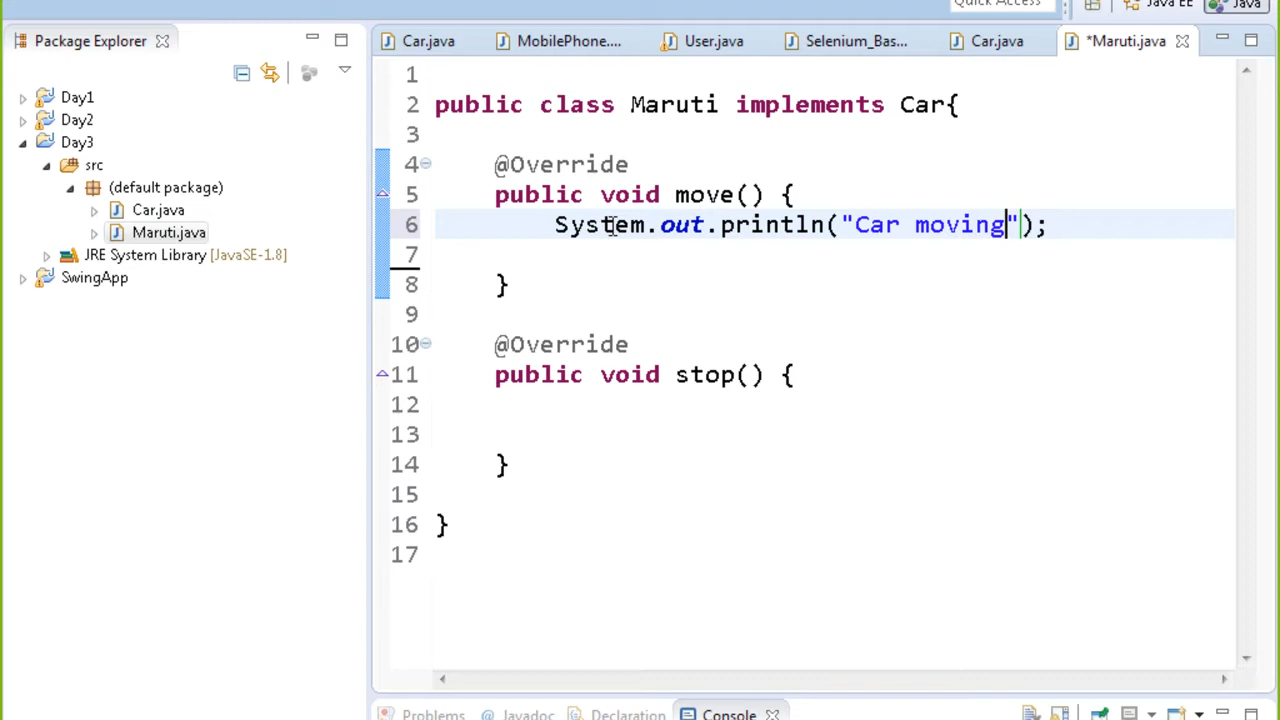 Quick Access
Java EE
Java
Package Explorer
Car.java
MobilePhone....
User.java
Selenium_Bas...
Car.java
*Maruti.java
Day1
Day2
Day3
src
(default package)
Car.java
Maruti.java
JRE System Library [JavaSE-1.8]
SwingApp
1
2 public class Maruti implements Car{
3
4 @Override
5 public void move() {
6 System.out.println("Car moving");
7
8 }
9
10 @Override
11 public void stop() {
12
13
14 }
15
16 }
17
Problems @ Javadoc Declaration Console